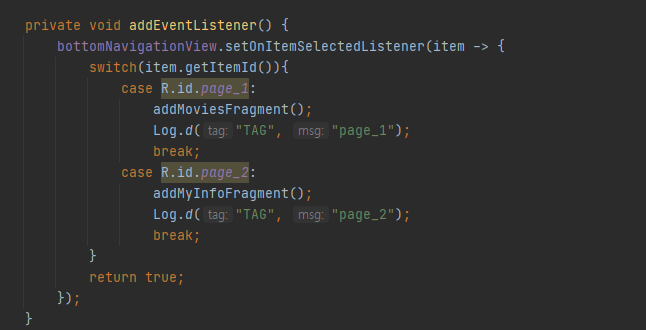 private void addEventListener() {
bottomNavigationView.setOnItemSelectedListener(item -> {
switch(item.getItemId()){
case R.id.page_1:
addMoviesFragment();
Log.d( tag: "TAG", msg: "page_1");
break;
case R.id.page_2:
addMyInfoFragment();
Log.d( tag: "TAG", msg: "page_2");
break;
}
return true;
});
}